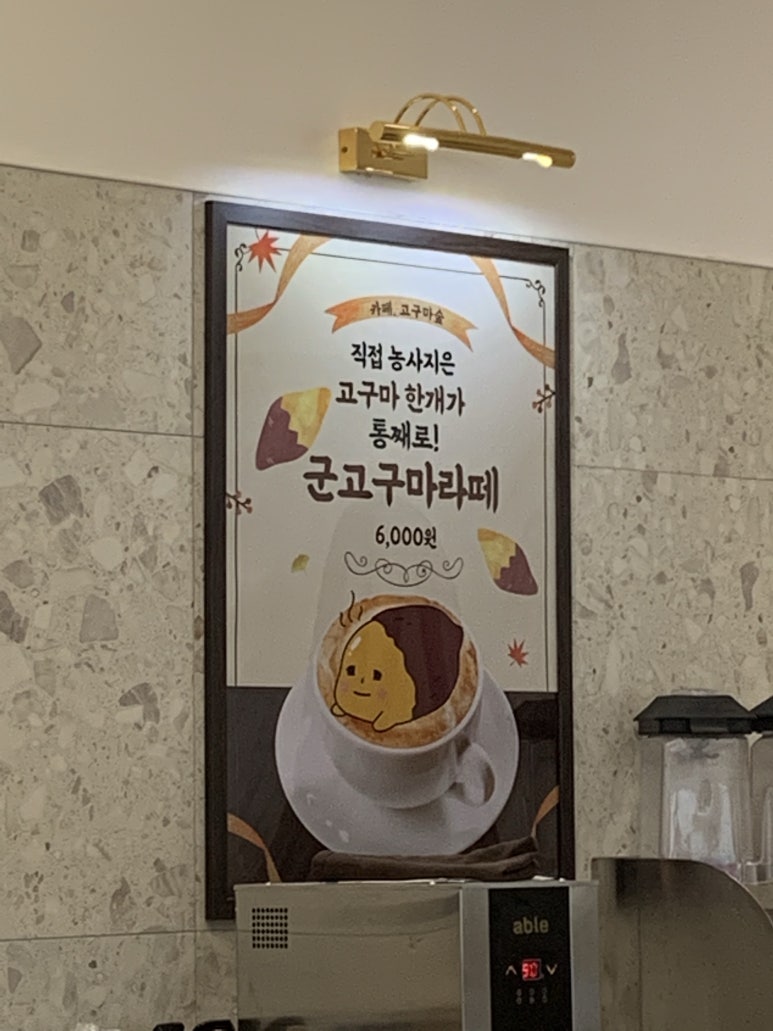 카페, 고구마숲
직접 농사지은
고구마 한개가
통째로!
군고구마라떼
6,000원
able